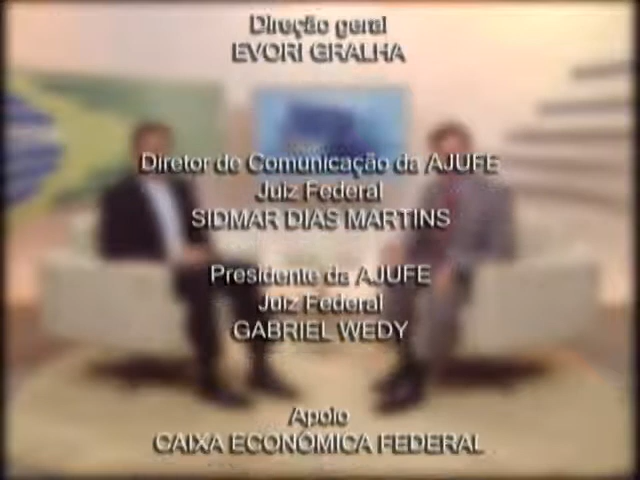 Direção geral
EVORI GRALHA
Diretor de Comunicação da AJUFE
Juiz Federal
SIDMAR DIAS MARTINS
Presidente da AJUFE
Juiz Federal
GABRIEL WEDY
Apoio
CAIXA ECONÔMICA FEDERAL